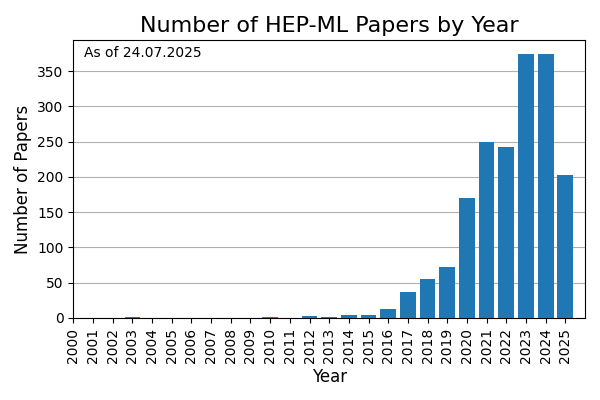 Number of HEP-ML Papers by Year
As of 24.07.2025
Number of Papers
350
300
250
200
150
100
50
0
2000 2001 2002 2003 2004 2005 2006 2007 2008 2009 2010 2011 2012 2013 2014 2015 2016 2017 2018 2019 2020 2021 2022 2023 2024 2025
Year